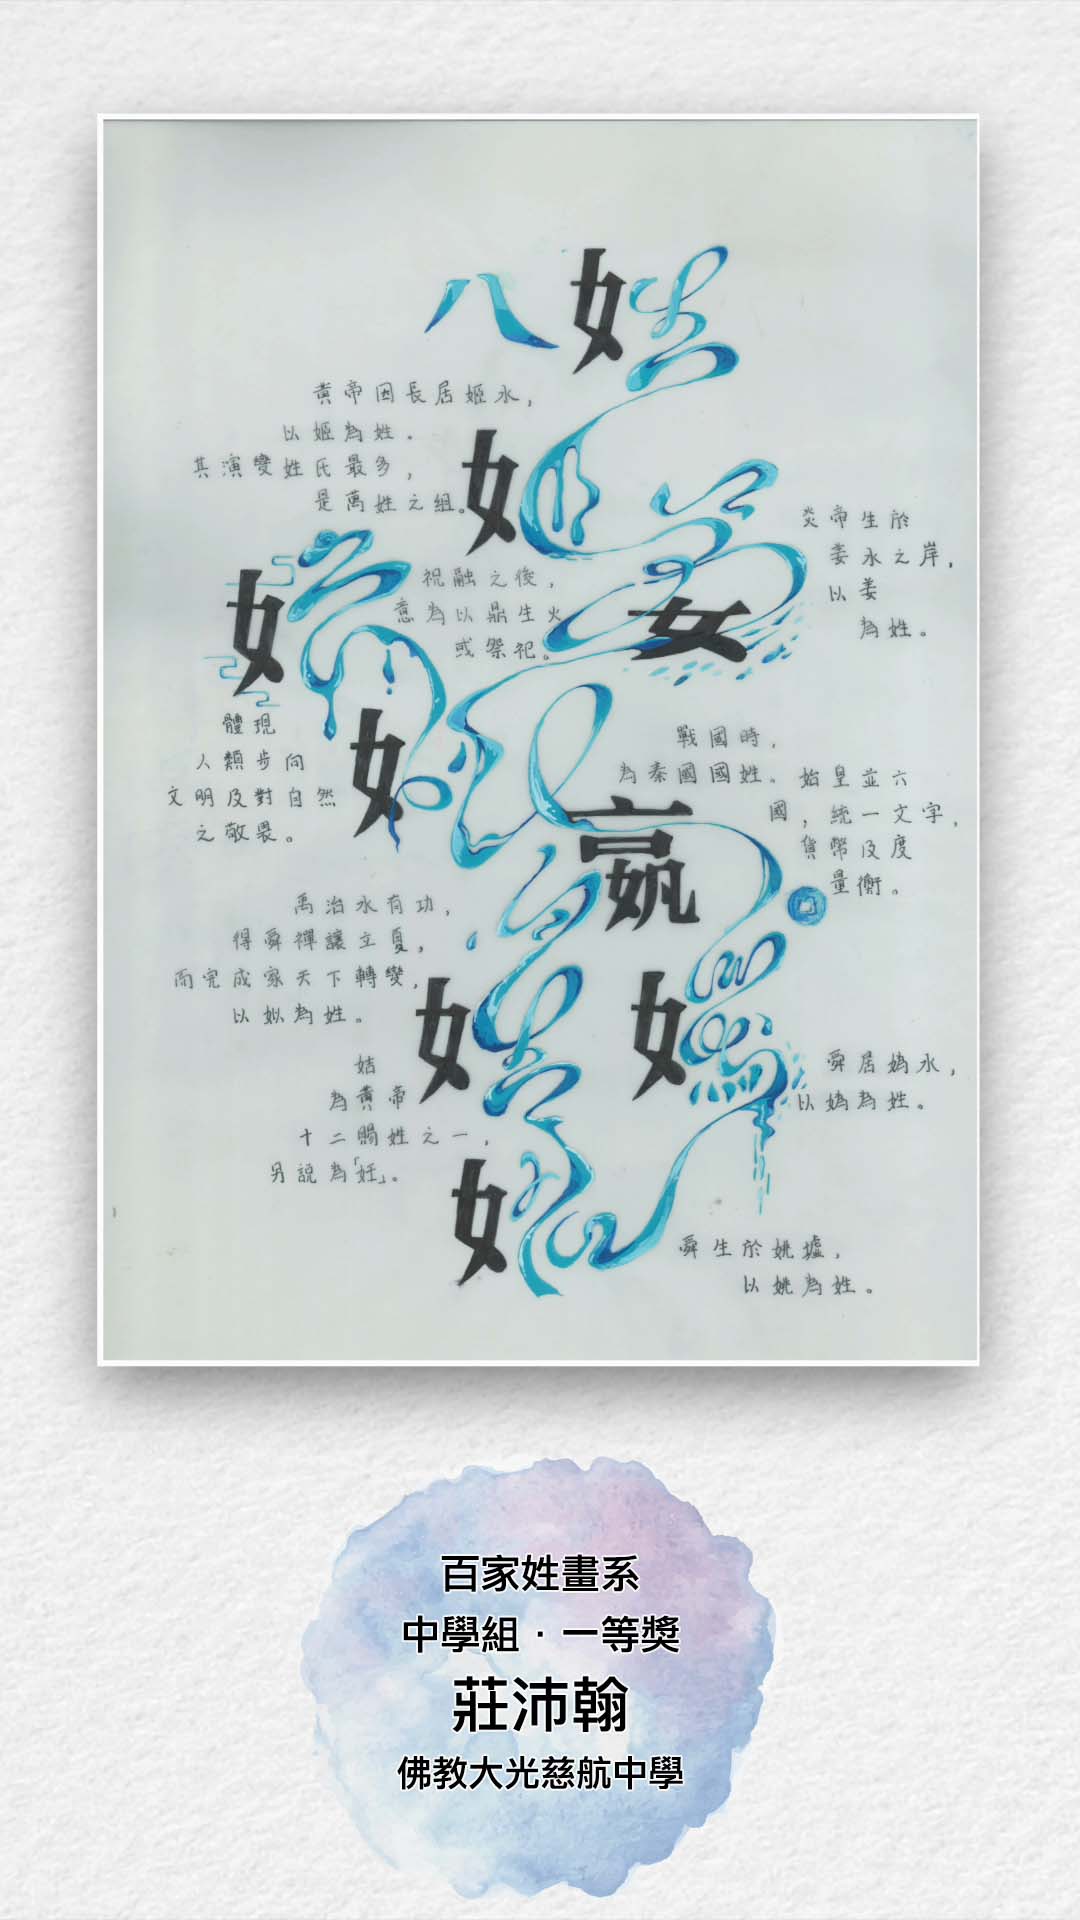 八姓
黃帝因長居姬水，
以姬為姓。
其演變姓氏最多，
是萬姓之組。
姬
姜
炎帝生於
姜水之岸，
以姜
為姓。
祝融之後，
意為以鼎生火
或祭祀。
體現
人類步向
文明及對自然
之敬畏。
戰國時，
為秦國國姓。
始皇並六
國，統一文字，
貨幣及度
量衡。
嬴
禹治水有功，
得舜禪讓立夏，
而完成家天下轉變，
以姒為姓。
姞
媯
姞
為黃帝
十二賜姓之一，
另說為「妊」。
舜居媯水，
以媯為姓。
姚
舜生於姚墟，
以姚為姓。
百家姓畫系
中學組．一等獎
莊沛翰
佛教大光慈航中學